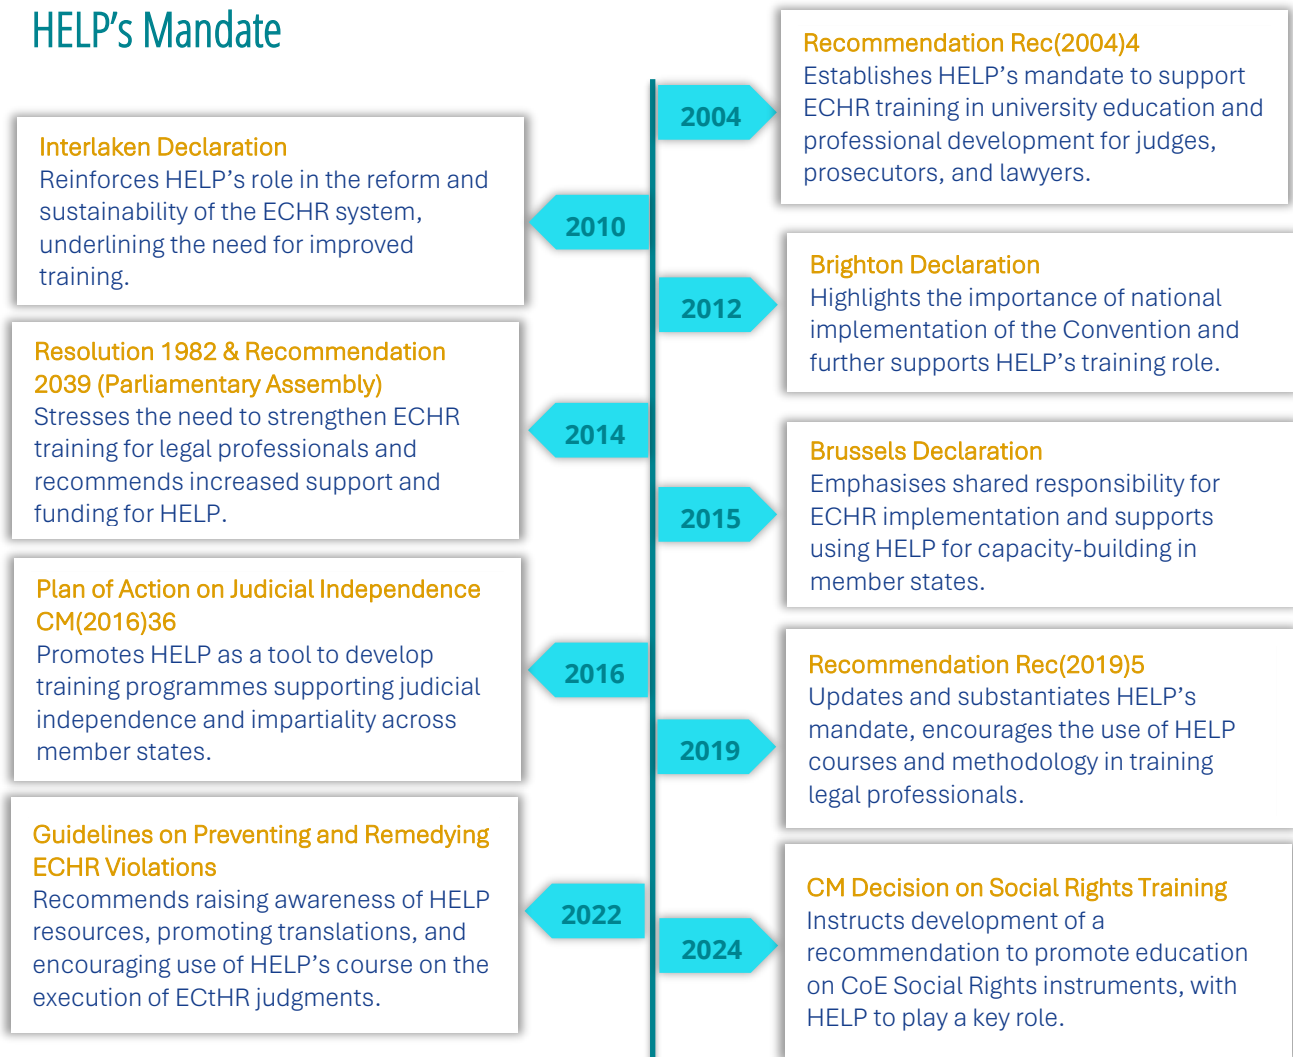 HELP's Mandate
2004
Recommendation Rec(2004)4
Establishes HELP's mandate to support
ECHR training in university education and
professional development for judges,
prosecutors, and lawyers.
Interlaken Declaration
Reinforces HELP's role in the reform and
sustainability of the ECHR system,
underlining the need for improved
training.
2010
2012
Brighton Declaration
Highlights the importance of national
implementation of the Convention and
further supports HELP's training role.
Resolution 1982 & Recommendation
2039 (Parliamentary Assembly)
Stresses the need to strengthen ECHR
training for legal professionals and
recommends increased support and
funding for HELP.
2014
2015
Brussels Declaration
Emphasises shared responsibility for
ECHR implementation and supports
using HELP for capacity-building in
member states.
Plan of Action on Judicial Independence
CM(2016)36
Promotes HELP as a tool to develop
training programmes supporting judicial
independence and impartiality across
member states.
2016
2019
Recommendation Rec(2019)5
Updates and substantiates HELP's
mandate, encourages the use of HELP
courses and methodology in training
legal professionals.
Guidelines on Preventing and Remedying
ECHR Violations
Recommends raising awareness of HELP
resources, promoting translations, and
encouraging use of HELP's course on the
execution of ECtHR judgments.
2022
2024
CM Decision on Social Rights Training
Instructs development of a
recommendation to promote education
on CoE Social Rights instruments, with
HELP to play a key role.